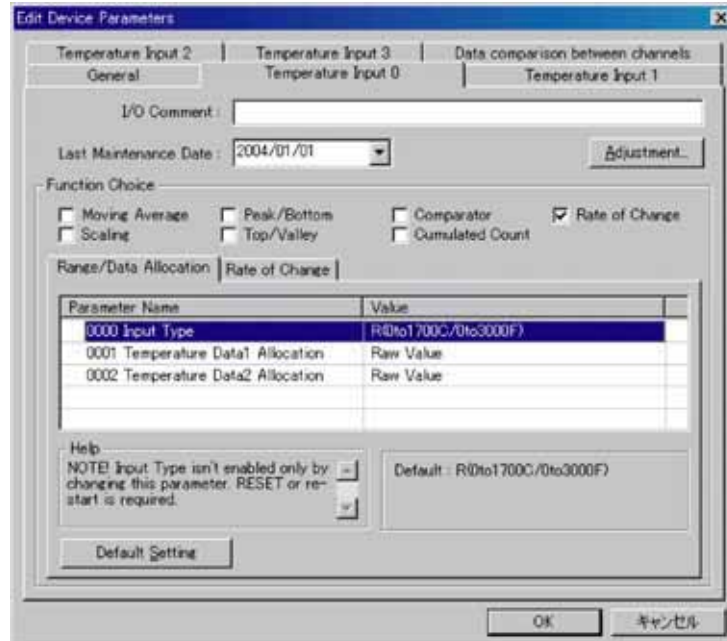 Edit Device Parameters
Temperature Input 2 Temperature Input 3 Data comparison between channels
General Temperature Input 0 Temperature Input 1
I/O Comment :
Last Maintenance Date : 2004/01/01 Adjustment...
Function Choice
Moving Average Peak/Bottom Comparator Rate of Change
Scaling Top/Valley Cumulated Count
Range/Data Allocation Rate of Change
Parameter Name Value
0000 Input Type R(0to1700C/0to3000F)
0001 Temperature Data1 Allocation Raw Value
0002 Temperature Data2 Allocation Raw Value
Help
NOTE! Input Type isn't enabled only by
changing this parameter. RESET or re-
start is required.
Default : R(0to1700C/0to3000F)
Default Setting
OK キャンセル